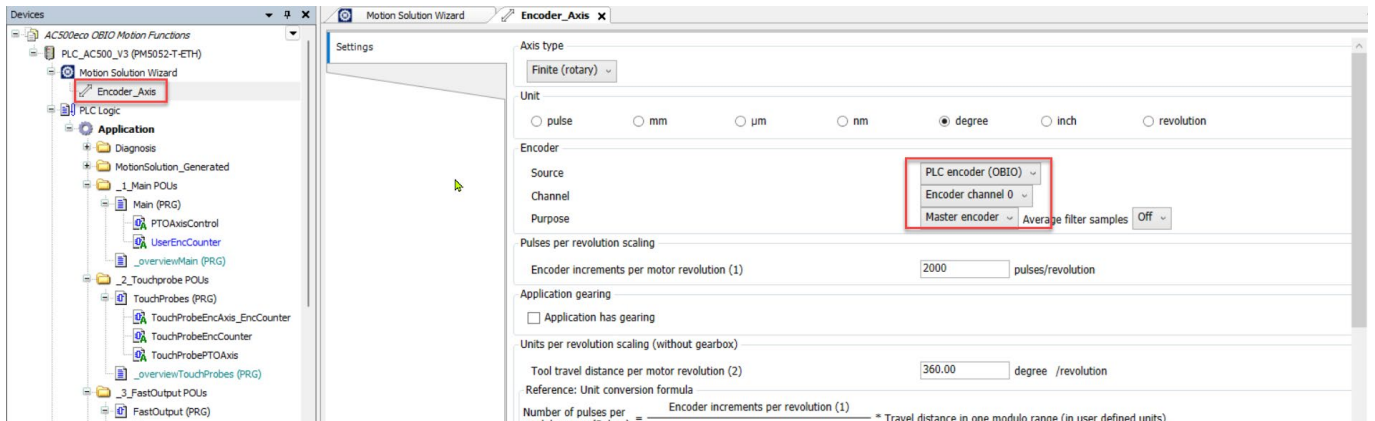 Devices
AC500eco OBIO Motion Functions
PLC_AC500_V3 (PM5052-T-ETH)
Motion Solution Wizard
Encoder_Axis
PLC Logic
Application
Diagnosis
MotionSolution_Generated
_1_Main POUs
Main (PRG)
PTOAxisControl
UserEncCounter
_overviewMain (PRG)
_2_Touchprobe POUs
TouchProbes (PRG)
TouchProbeEncAxis_EncCounter
TouchProbeEncCounter
TouchProbePTOAxis
_overviewTouchProbes (PRG)
_3_FastOutput POUs
FastOutput (PRG)
Motion Solution Wizard Encoder_Axis
Settings
Axis type
Finite (rotary)
Unit
pulse mm µm nm degree inch revolution
Encoder
Source PLC encoder (OBIO)
Channel Encoder channel 0
Purpose Master encoder Average filter samples Off
Pulses per revolution scaling
Encoder increments per motor revolution (1) 2000 pulses/revolution
Application gearing
Application has gearing
Units per revolution scaling (without gearbox)
Tool travel distance per motor revolution (2) 360.00 degree /revolution
Reference: Unit conversion formula
Encoder increments per revolution (1)
Number of pulses per = * Travel distance in one modulo range (in user defined units)